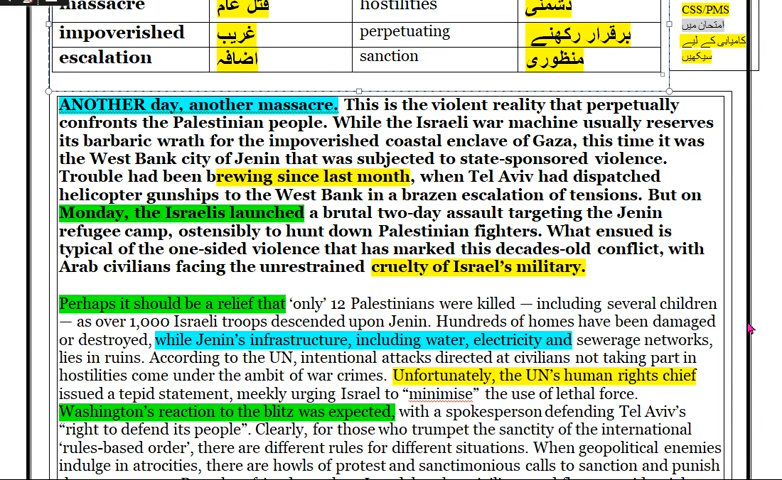 massacre قتل عام hostilities دشمنی
impoverished غریب perpetuating برقرار رکھنے
escalation اضافہ sanction منظوری
CSS/PMS
امتحان میں
کامیابی کے لیے
سیکھیں
ANOTHER day, another massacre. This is the violent reality that perpetually
confronts the Palestinian people. While the Israeli war machine usually reserves
its barbaric wrath for the impoverished coastal enclave of Gaza, this time it was
the West Bank city of Jenin that was subjected to state-sponsored violence.
Trouble had been brewing since last month, when Tel Aviv had dispatched
helicopter gunships to the West Bank in a brazen escalation of tensions. But on
Monday, the Israelis launched a brutal two-day assault targeting the Jenin
refugee camp, ostensibly to hunt down Palestinian fighters. What ensued is
typical of the one-sided violence that has marked this decades-old conflict, with
Arab civilians facing the unrestrained cruelty of Israel's military.
Perhaps it should be a relief that 'only' 12 Palestinians were killed — including several children
— as over 1,000 Israeli troops descended upon Jenin. Hundreds of homes have been damaged
or destroyed, while Jenin's infrastructure, including water, electricity and sewerage networks,
lies in ruins. According to the UN, intentional attacks directed at civilians not taking part in
hostilities come under the ambit of war crimes. Unfortunately, the UN's human rights chief
issued a tepid statement, meekly urging Israel to "minimise" the use of lethal force.
Washington's reaction to the blitz was expected, with a spokesperson defending Tel Aviv's
"right to defend its people". Clearly, for those who trumpet the sanctity of the international
'rules-based order', there are different rules for different situations. When geopolitical enemies
indulge in atrocities, there are howls of protest and sanctimonious calls to sanction and punish